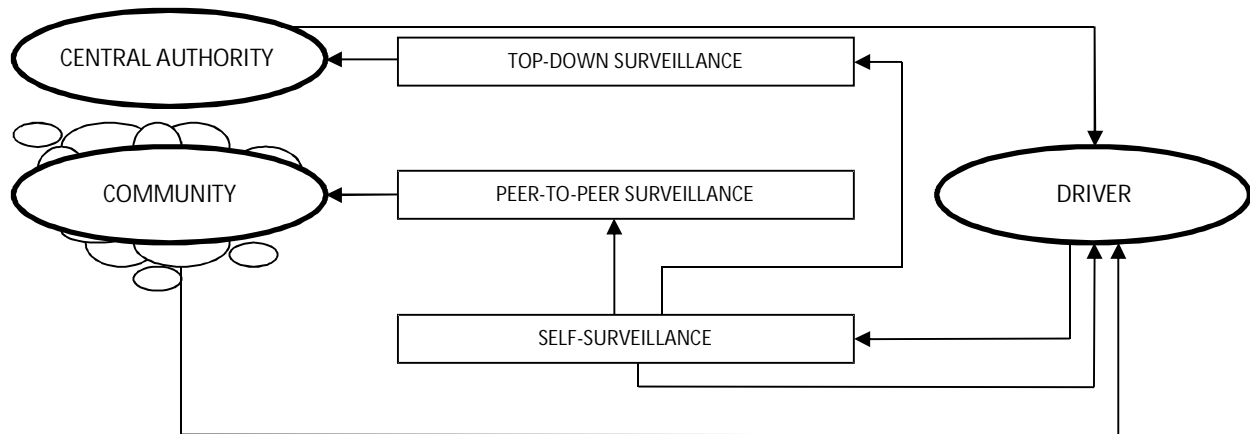 CENTRAL AUTHORITY
TOP-DOWN SURVEILLANCE
COMMUNITY
PEER-TO-PEER SURVEILLANCE
DRIVER
SELF-SURVEILLANCE